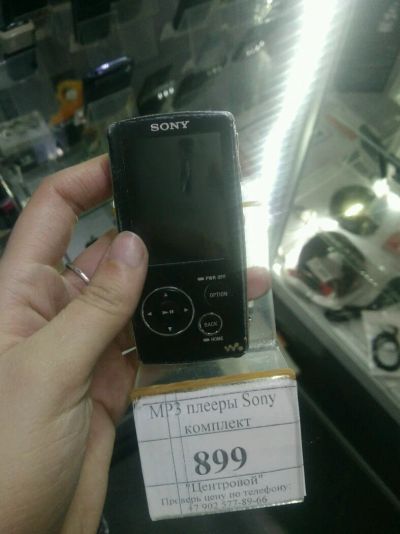 SONY
PWR OFF
OPTION
BACK
HOME
MP3 плееры Sony
комплект
899
"Центровой"
Проверь цену по телефону:
+7 902 577-89-66